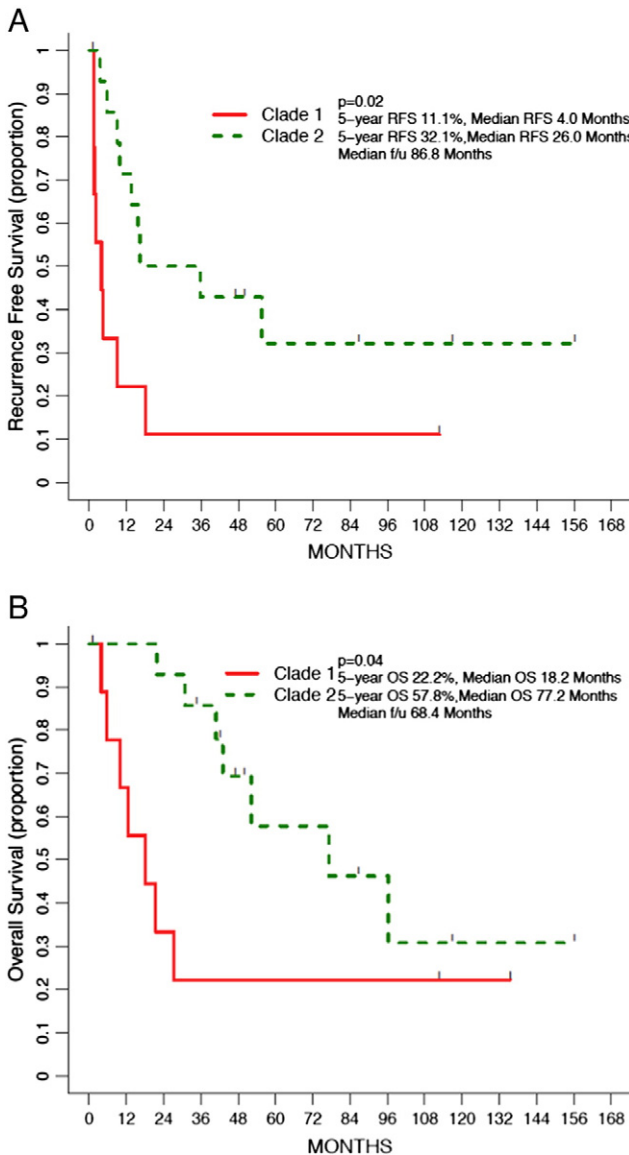 A
Recurrence Free Survival (proportion)
1
0.9
0.8
0.7
0.6
0.5
0.4
0.3
0.2
0.1
0
Clade 1
Clade 2
p=0.02
5-year RFS 11.1%, Median RFS 4.0 Months
5-year RFS 32.1%,Median RFS 26.0 Months
Median f/u 86.8 Months
0 12 24 36 48 60 72 84 96 108 120 132 144 156 168
MONTHS
B
Overall Survival (proportion)
1
0.9
0.8
0.7
0.6
0.5
0.4
0.3
0.2
0.1
0
Clade 1
Clade 2
p=0.04
5-year OS 22.2%, Median OS 18.2 Months
5-year OS 57.8%,Median OS 77.2 Months
Median f/u 68.4 Months
0 12 24 36 48 60 72 84 96 108 120 132 144 156 168
MONTHS